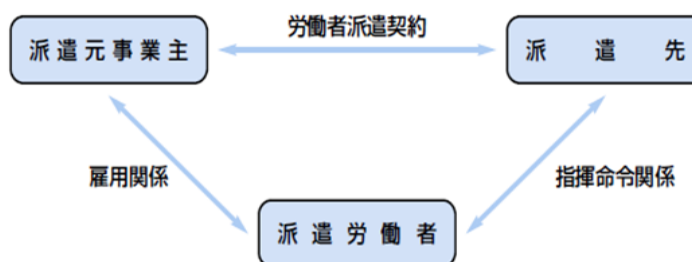 労働者派遣契約
派遣元事業主
派遣先
雇用関係
指揮命令関係
派遣労働者